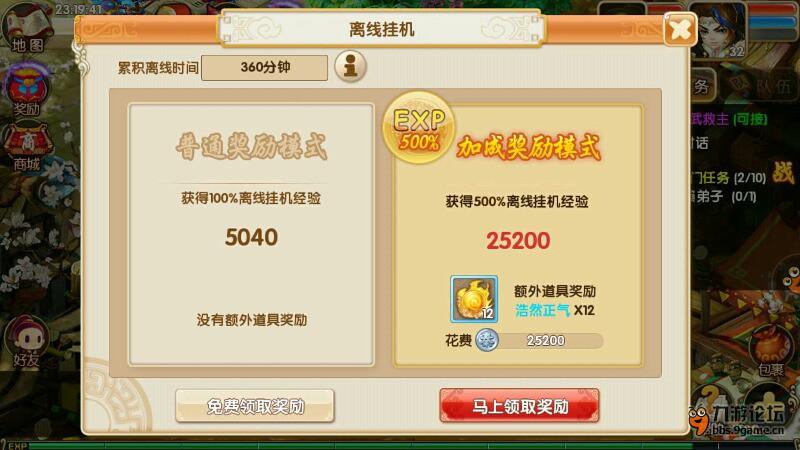 23:19:41
离线挂机
地图
32
累积离线时间
360分钟
奖励
务
队伍
EXP
500%
普通奖励模式
加成奖励模式
武救主(可接)
商城
对话
门任务(2/10)
战
弟子 (0/1)
获得100%离线挂机经验
获得500%离线挂机经验
5040
25200
额外道具奖励
12
浩然正气 X12
没有额外道具奖励
花费
25200
好友
包裹
免费领取奖励
马上领取奖励
九游论坛
bbs.9game.cn
EXP